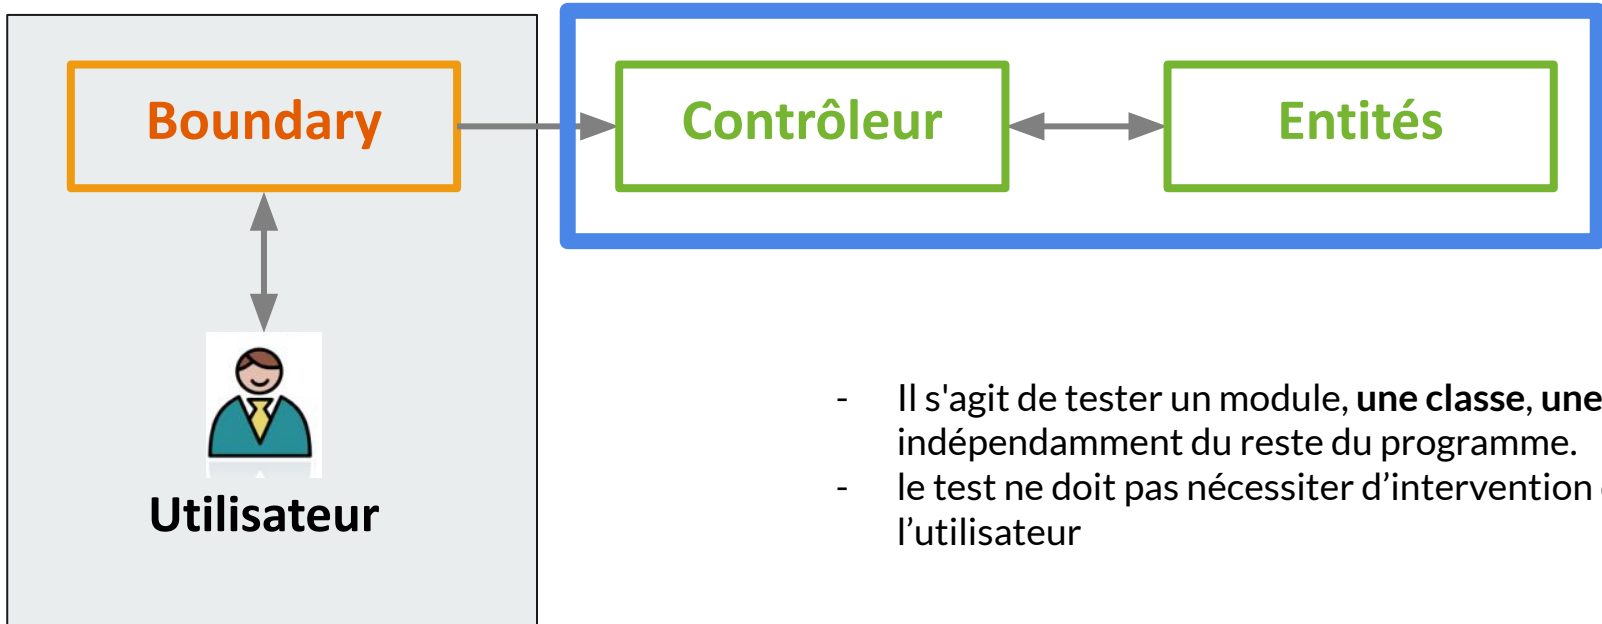 Boundary
Contrôleur
Entités
Utilisateur
- Il s'agit de tester un module, une classe, une
indépendamment du reste du programme.
- le test ne doit pas nécessiter d’intervention
l’utilisateur